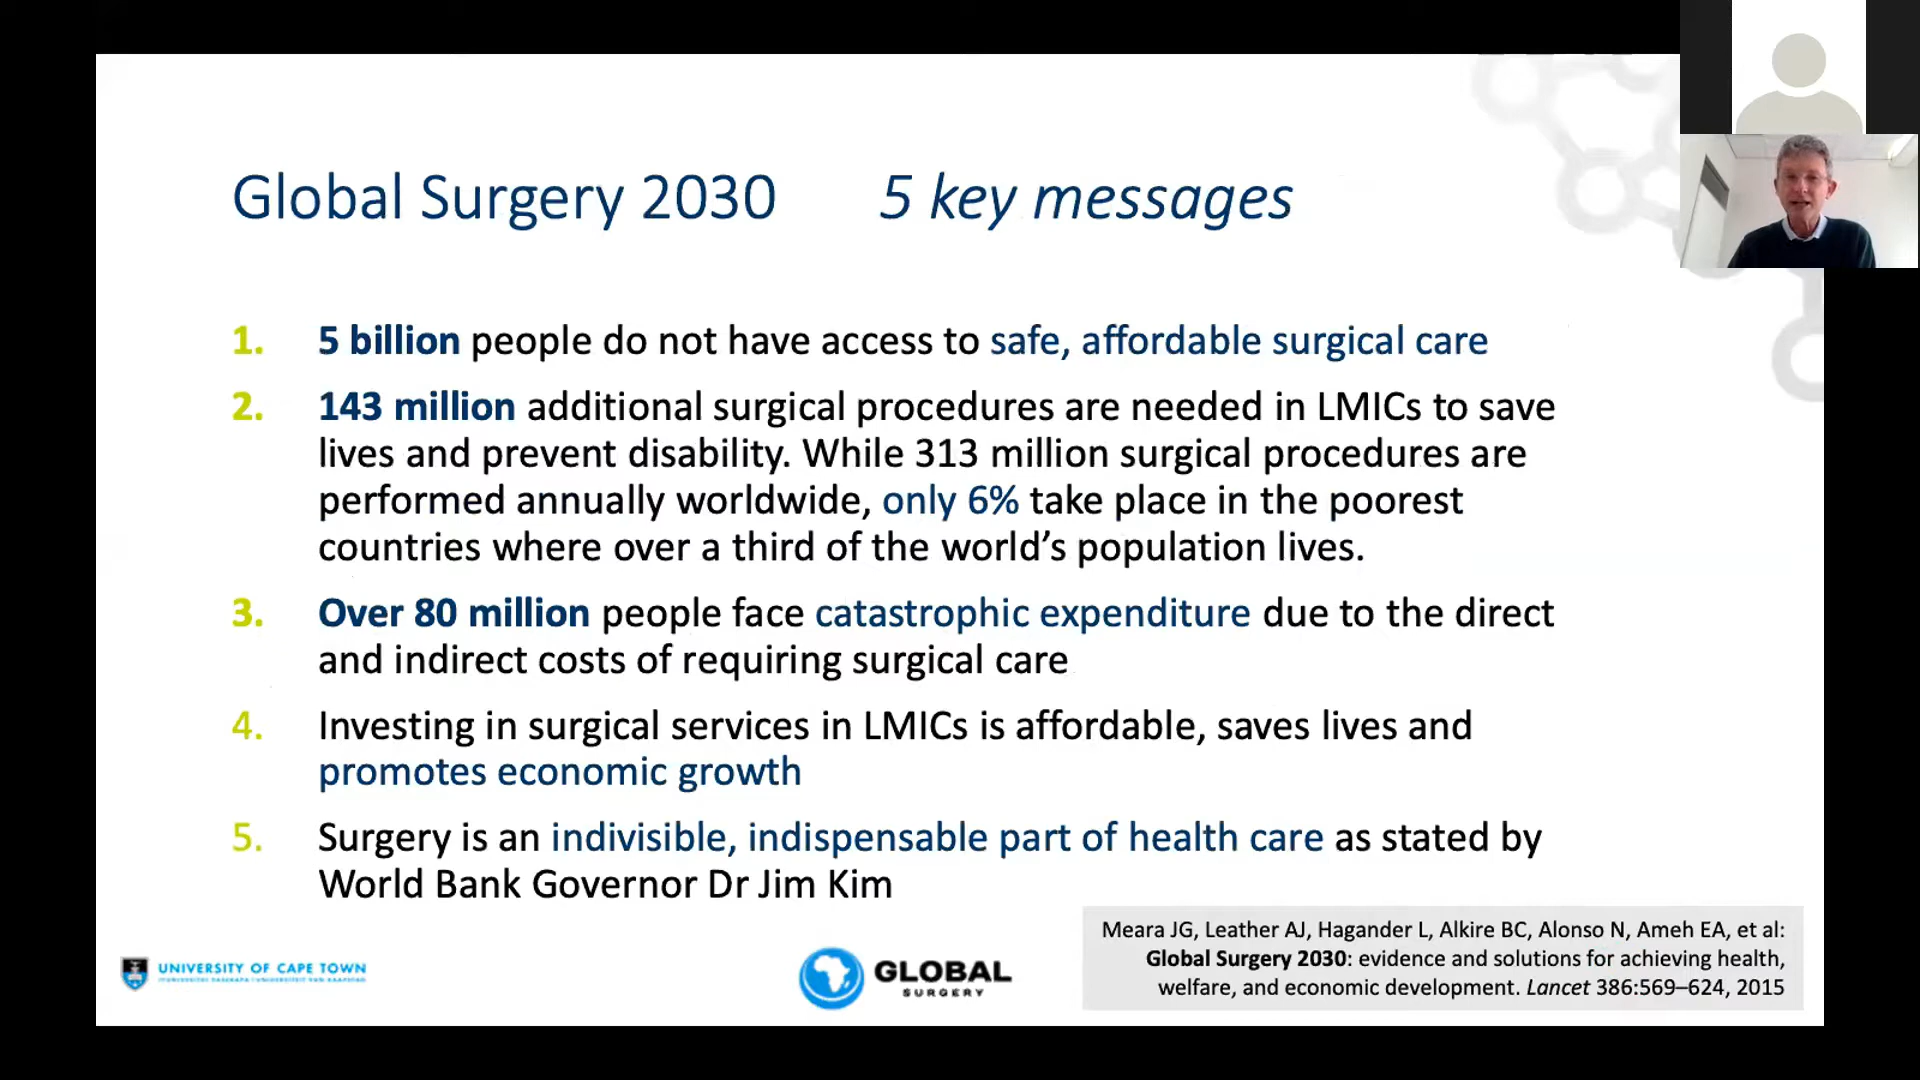 Global Surgery 2030 5 key messages
1. 5 billion people do not have access to safe, affordable surgical care
2. 143 million additional surgical procedures are needed in LMICs to save
lives and prevent disability. While 313 million surgical procedures are
performed annually worldwide, only 6% take place in the poorest
countries where over a third of the world’s population lives.
3. Over 80 million people face catastrophic expenditure due to the direct
and indirect costs of requiring surgical care
4. Investing in surgical services in LMICs is affordable, saves lives and
promotes economic growth
5. Surgery is an indivisible, indispensable part of health care as stated by
World Bank Governor Dr Jim Kim
Meara JG, Leather AJ, Hagander L, Alkire BC, Alonso N, Ameh EA, et al:
Global Surgery 2030: evidence and solutions for achieving health,
welfare, and economic development. Lancet 386:569–624, 2015
UNIVERSITY OF CAPE TOWN
GLOBAL
SURGERY